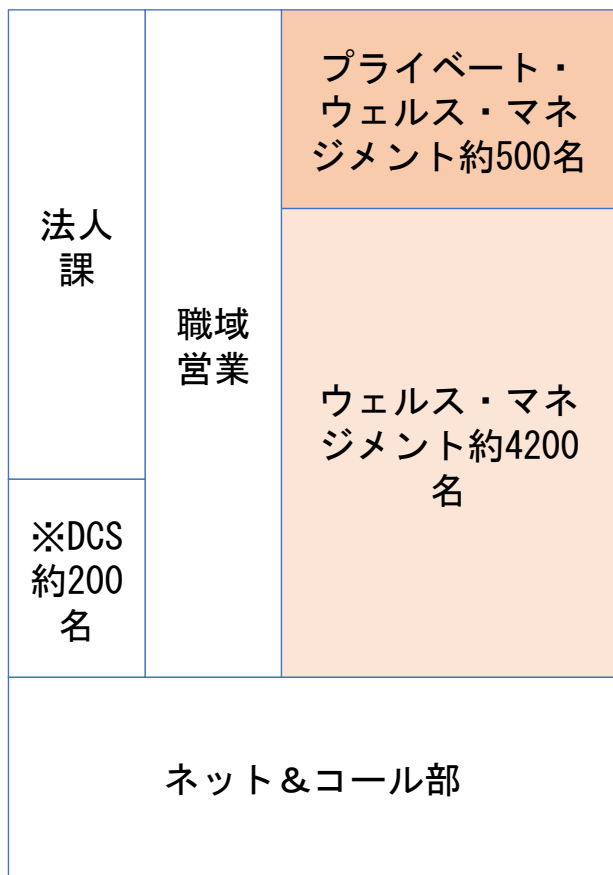 法人
課
※DCS
約200
名
職域
営業
プライベート・
ウェルス・マネ
ジメント約500名
ウェルス・マネ
ジメント約4200
名
ネット＆コール部